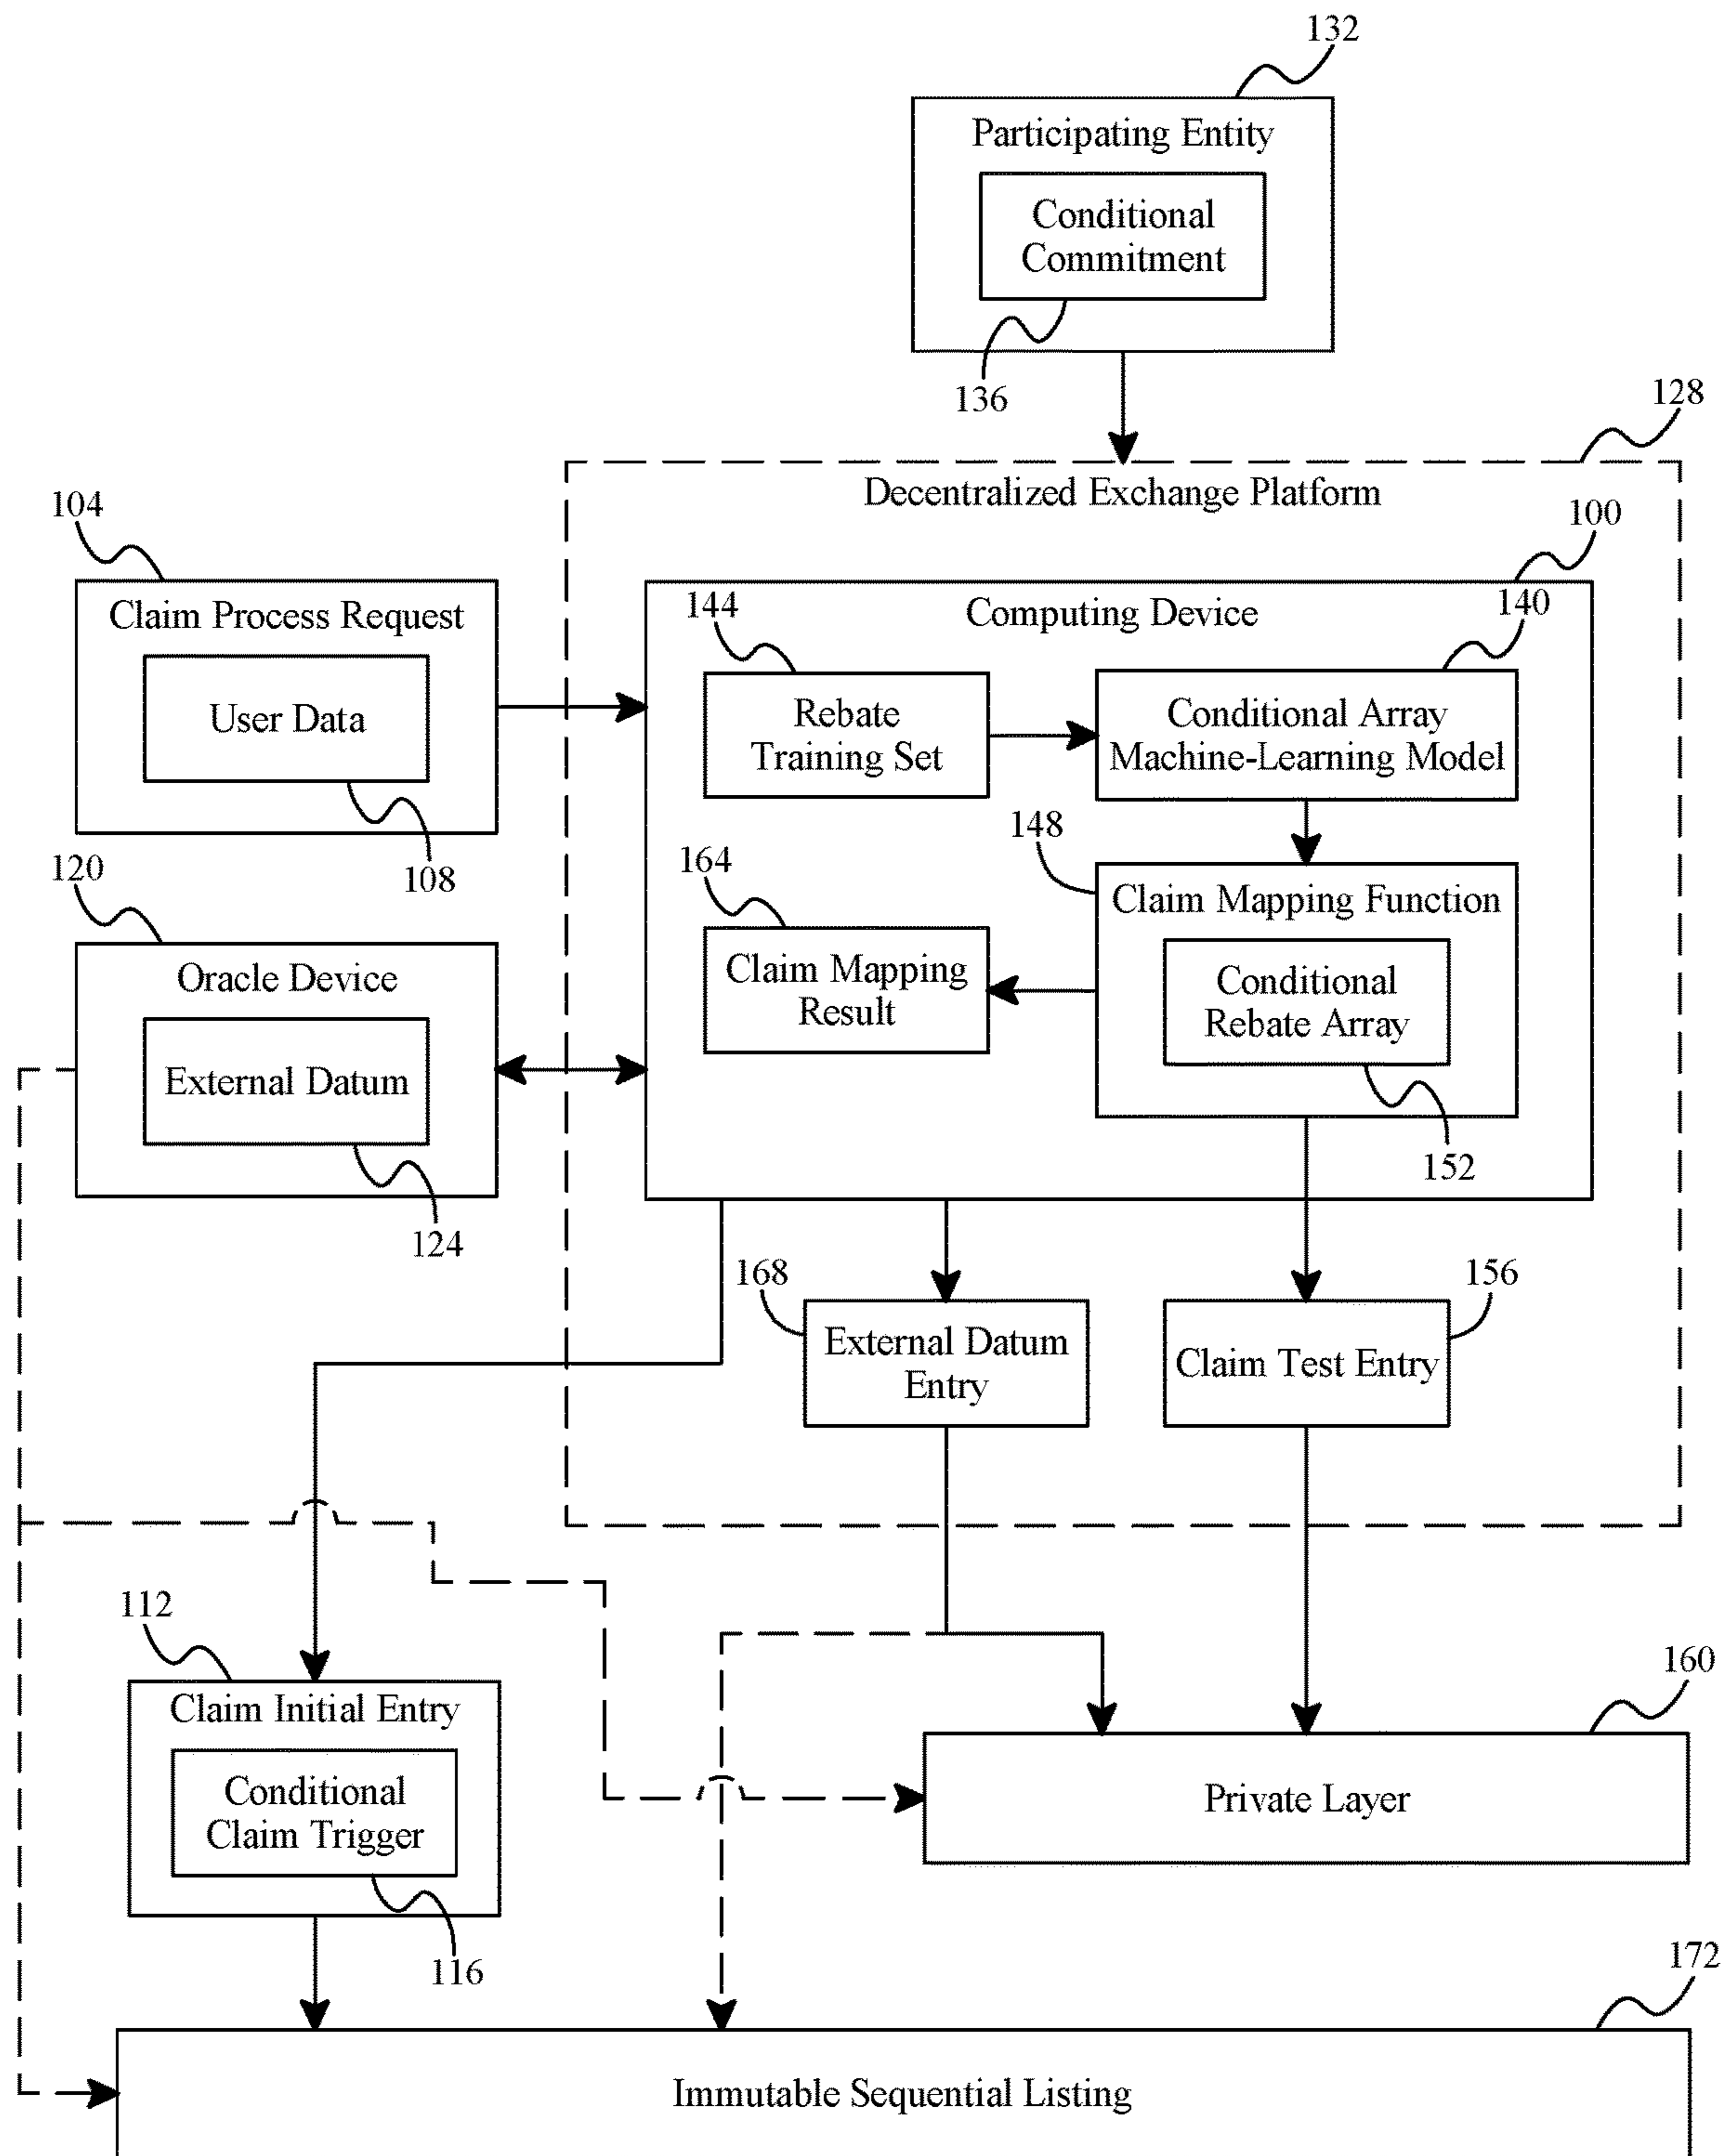 132
Participating Entity
Conditional
Commitment
136
128
Decentralized Exchange Platform
104
100
Claim Process Request
User Data
108
Computing Device
144
140
Rebate
Training Set
Conditional Array
Machine-Learning Model
148
164
120
Claim Mapping Function
Claim Mapping
Result
Conditional
Rebate Array
152
Oracle Device
External Datum
124
168
156
External Datum
Entry
Claim Test Entry
112
160
Claim Initial Entry
Conditional
Claim Trigger
116
Private Layer
172
Immutable Sequential Listing